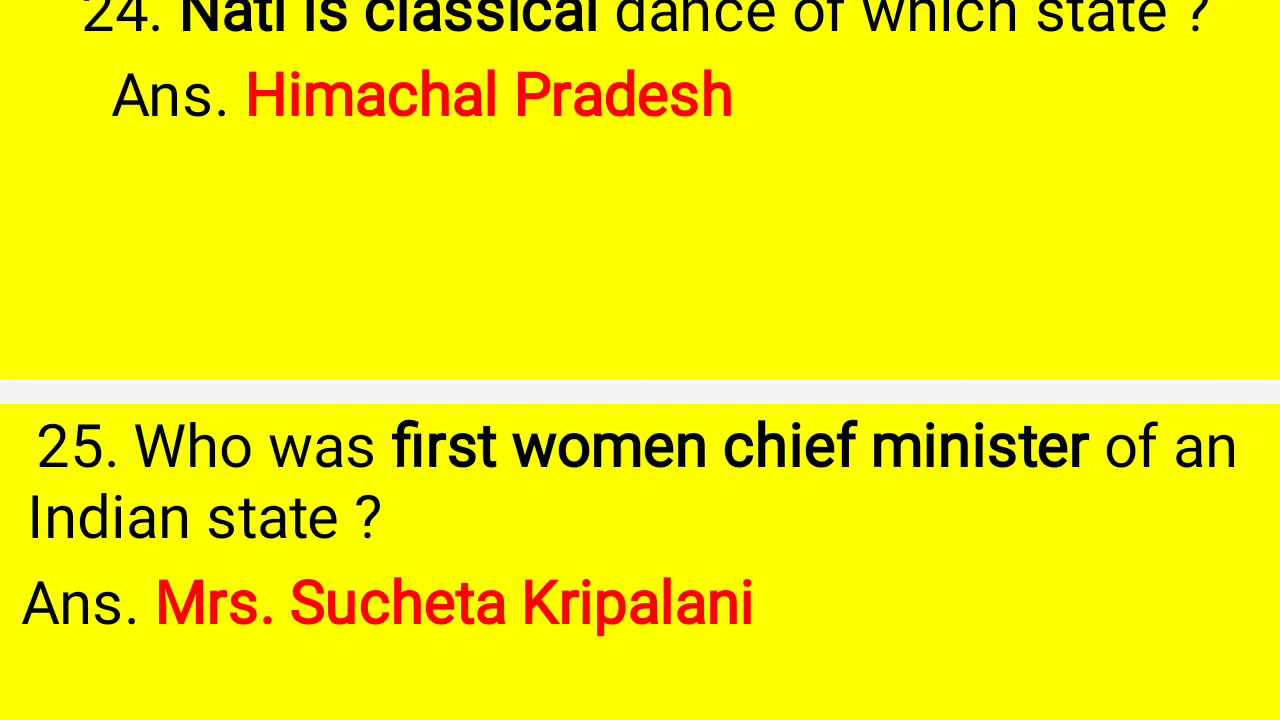 24. Nati is classical dance of which state ?
Ans. Himachal Pradesh
25. Who was first women chief minister of an
Indian state ?
Ans. Mrs. Sucheta Kripalani